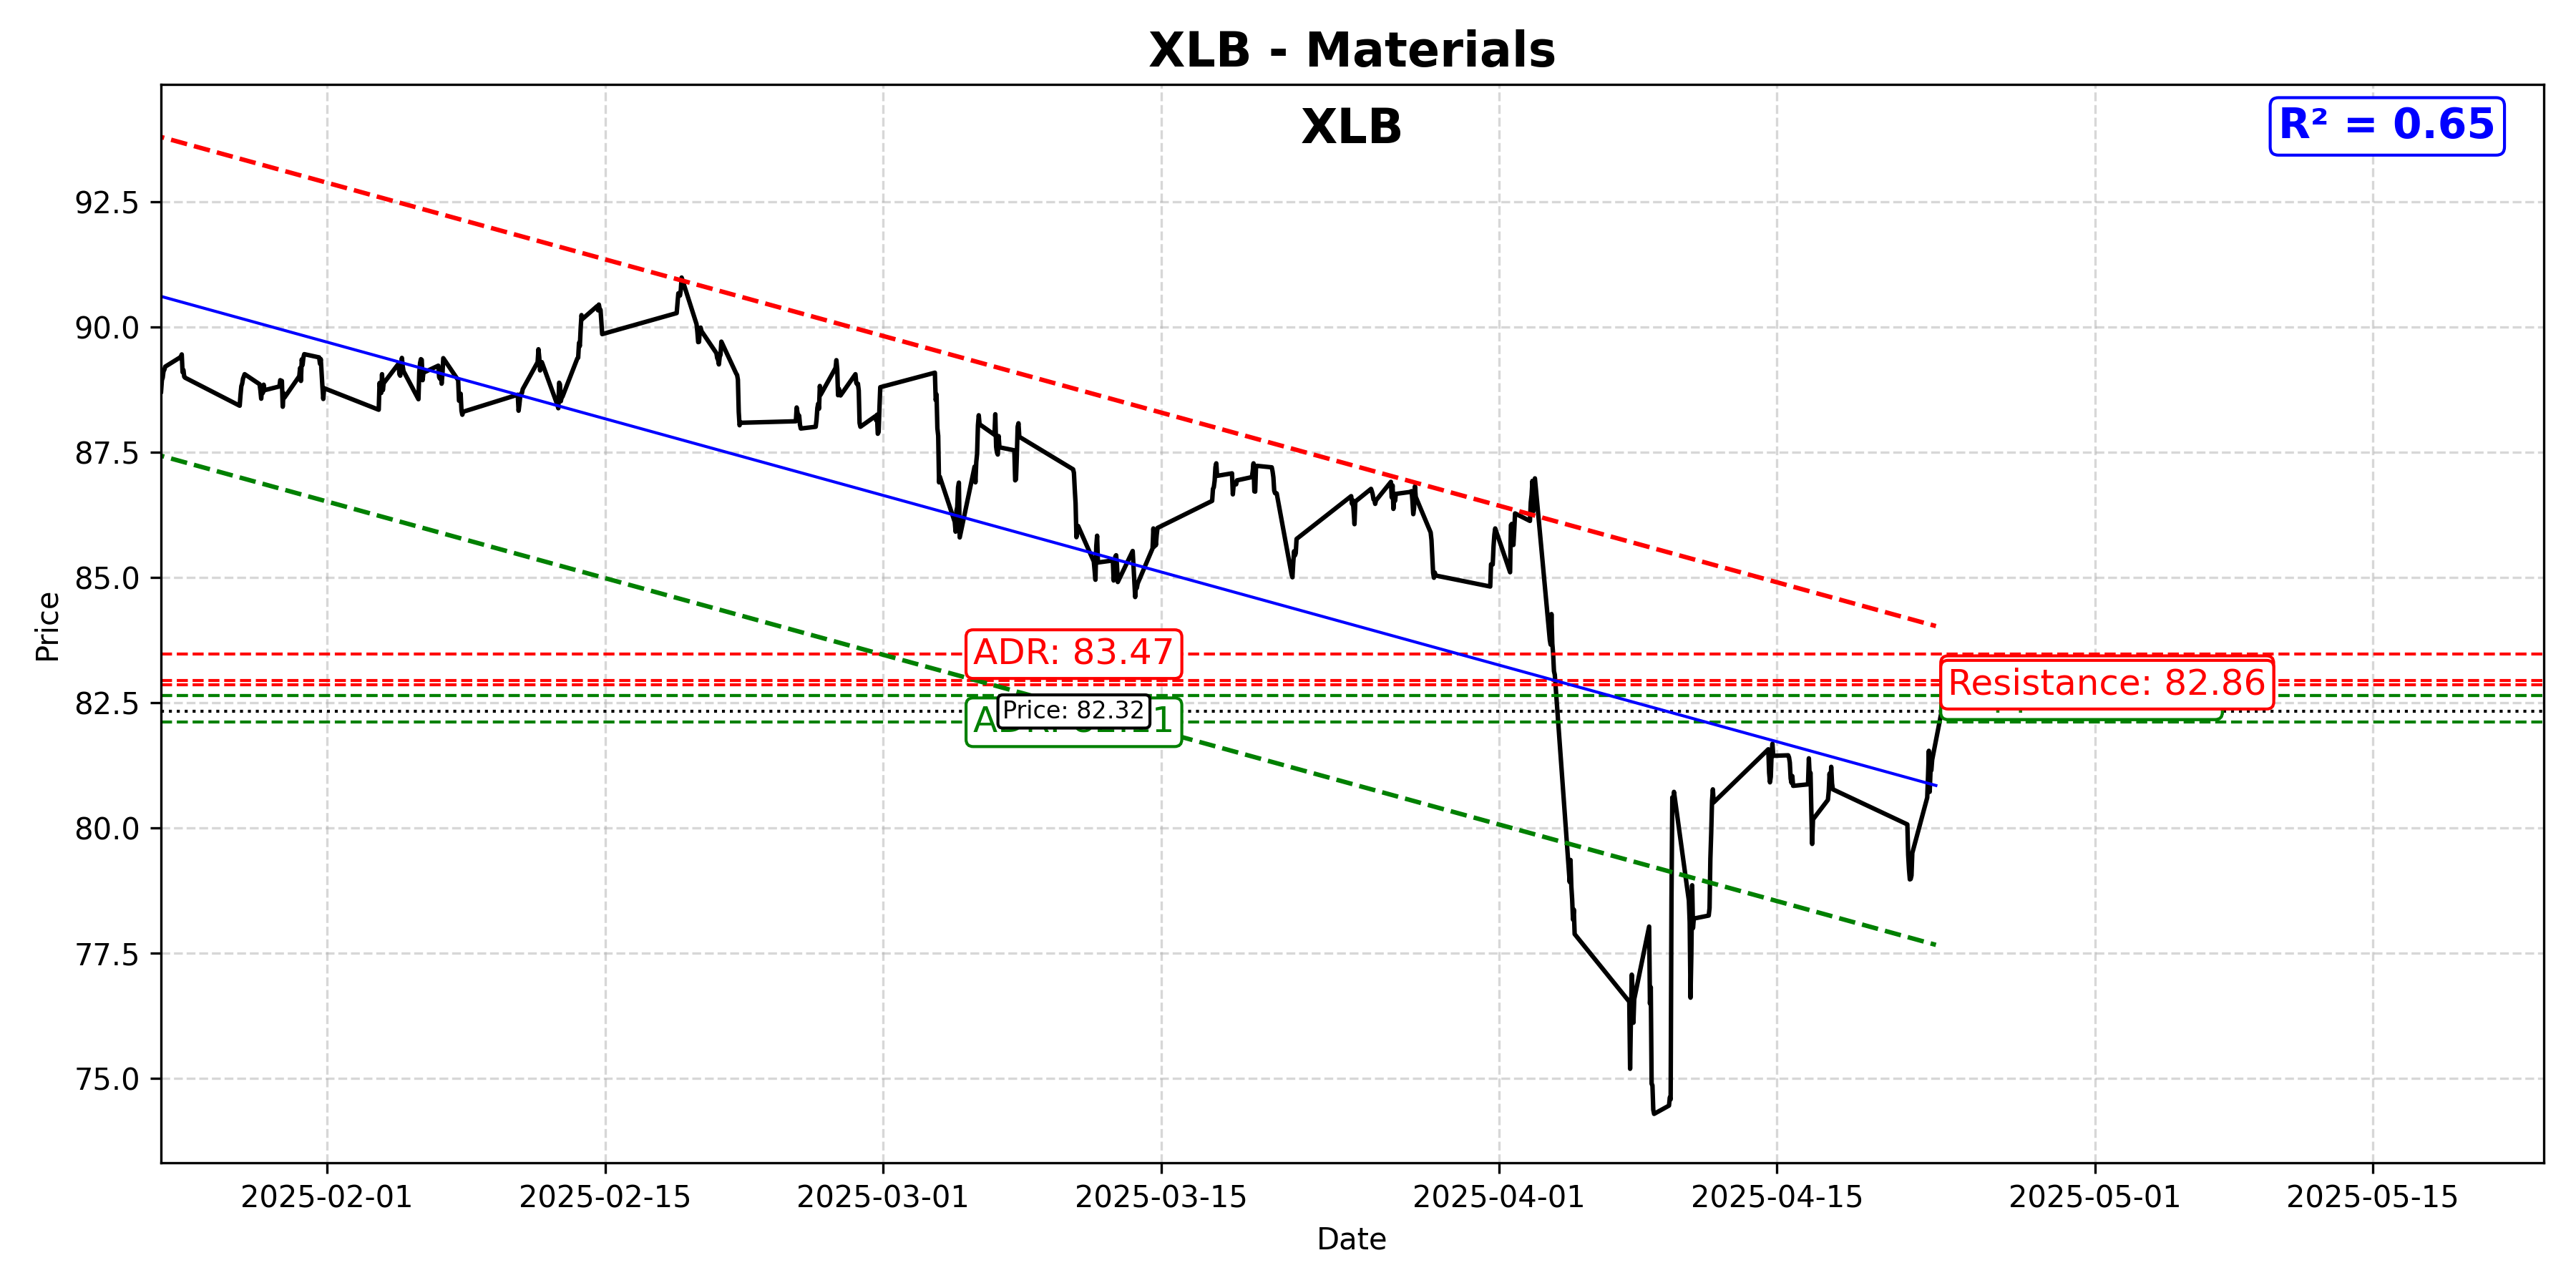 XLB - Materials
XLB
R² = 0.65
92.5
90.0
87.5
85.0
82.5
80.0
77.5
75.0
Price
ADR: 83.47
Price: 82.32
Resistance: 82.86
2025-02-01
2025-02-15
2025-03-01
2025-03-15
2025-04-01
2025-04-15
2025-05-01
2025-05-15
Date